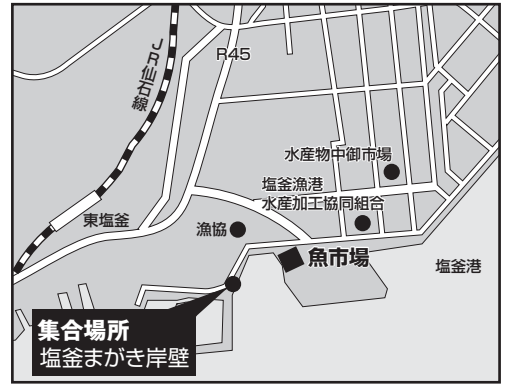 R45
JR仙石線
水産物中御市場
塩釜漁港
水産加工協同組合
東塩釜
漁協
魚市場
塩釜港
集合場所
塩釜まがき岸壁